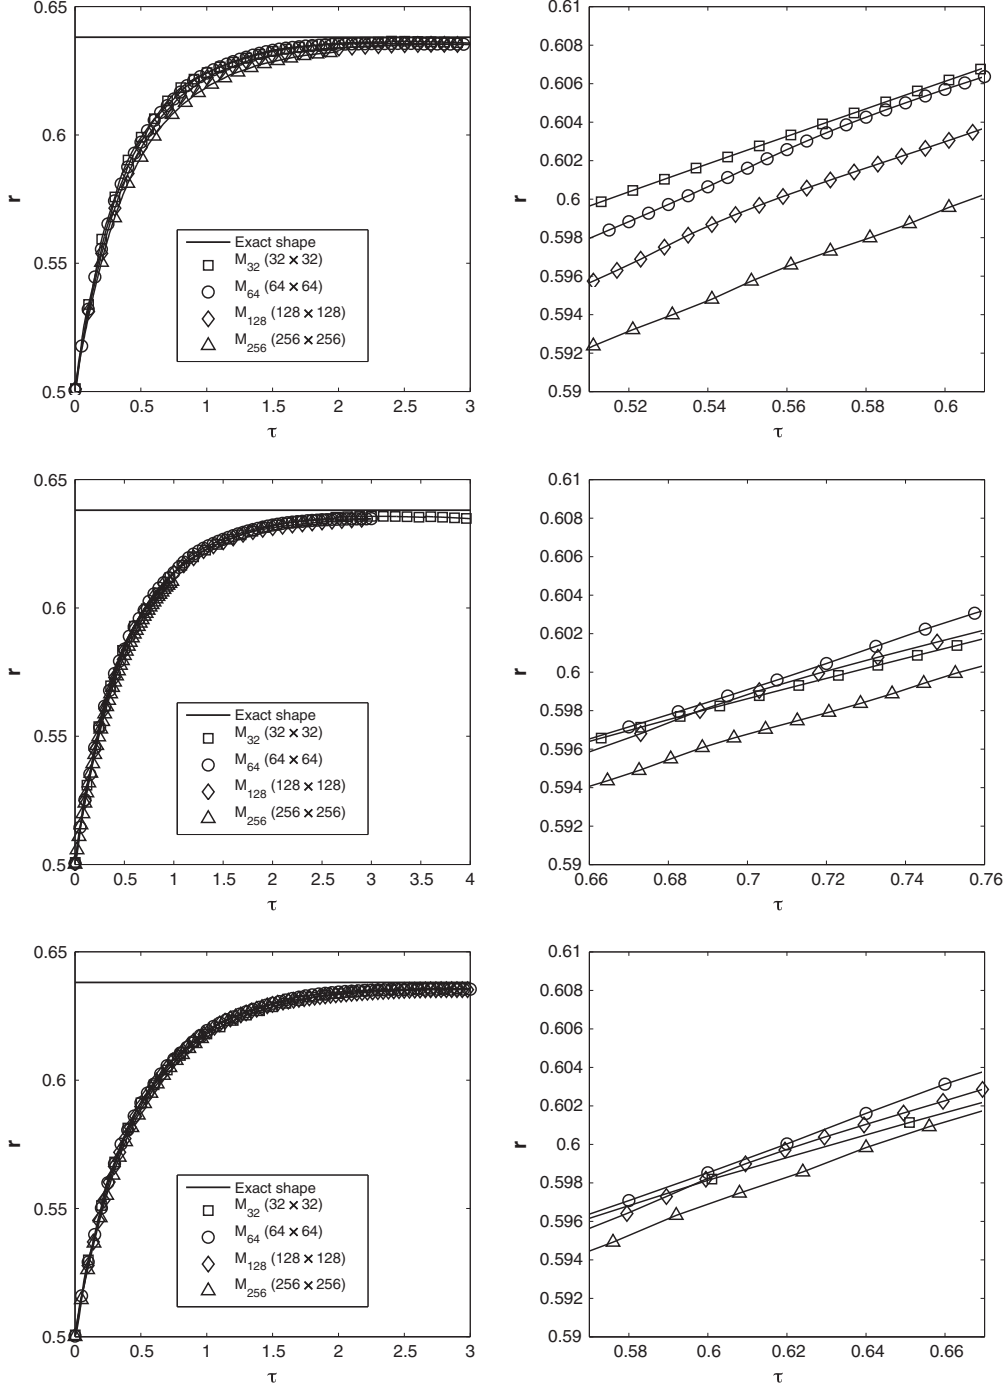 0.65
0.6
0.55
0.5
r
0 0.5 1 1.5 2 2.5 3
τ
Exact shape
M32 (32 × 32)
M64 (64 × 64)
M128 (128 × 128)
M256 (256 × 256)
0.61
0.608
0.606
0.604
0.602
0.6
0.598
0.596
0.594
0.592
0.59
r
0.52 0.54 0.56 0.58 0.6
τ
0.65
0.6
0.55
0.5
r
0 0.5 1 1.5 2 2.5 3 3.5 4
τ
Exact shape
M32 (32 × 32)
M64 (64 × 64)
M128 (128 × 128)
M256 (256 × 256)
0.61
0.608
0.606
0.604
0.602
0.6
0.598
0.596
0.594
0.592
0.59
r
0.66 0.68 0.7 0.72 0.74 0.76
τ
0.65
0.6
0.55
0.5
r
0 0.5 1 1.5 2 2.5 3
τ
Exact shape
M32 (32 × 32)
M64 (64 × 64)
M128 (128 × 128)
M256 (256 × 256)
0.61
0.608
0.606
0.604
0.602
0.6
0.598
0.596
0.594
0.592
0.59
r
0.58 0.6 0.62 0.64 0.66
τ